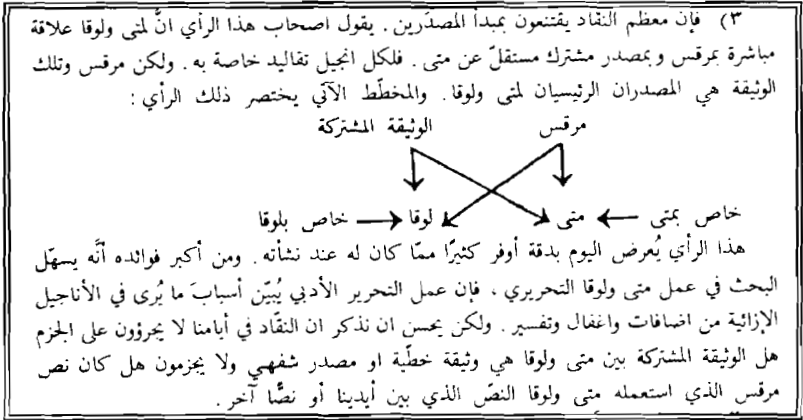 ٣) فإن معظم النقاد يقتنعون بمبدأ المصدَرين. يقول اصحاب هذا الرأي انَّ لمتى ولوقا علاقة
مباشرة بمرقس وبمصدر مشترك مستقلّ عن متى. فلكل انجيل تقاليد خاصة به. ولكن مرقس وتلك
الوثيقة هي المصدران الرئيسيان لمتى ولوقا. والمخطّط الآتي يختصر ذلك الرأي:
مرقس الوثيقة المشتركة
خاص بمتى متى لوقا خاص بلوقا
هذا الرأي يُعرض اليوم بدقة أوفر كثيرًا ممّا كان له عند نشأته. ومن أكبر فوائده أنَّه يسهّل
البحث في عمل متى ولوقا التحريري، فإن عمل التحرير الأدبي يُبيّن أسبابَ ما يُرى في الأناجيل
الإزائية من اضافات واغفال وتفسير. ولكن يحسن ان نذكر ان النقّاد في أيامنا لا يجرؤون على الجزم
هل الوثيقة المشتركة بين متى ولوقا هي وثيقة خطّية او مصدر شفهي ولا يجزمون هل كان نص
مرقس الذي استعمله متى ولوقا النصّ الذي بين أيدينا أو نصًّا آخر.